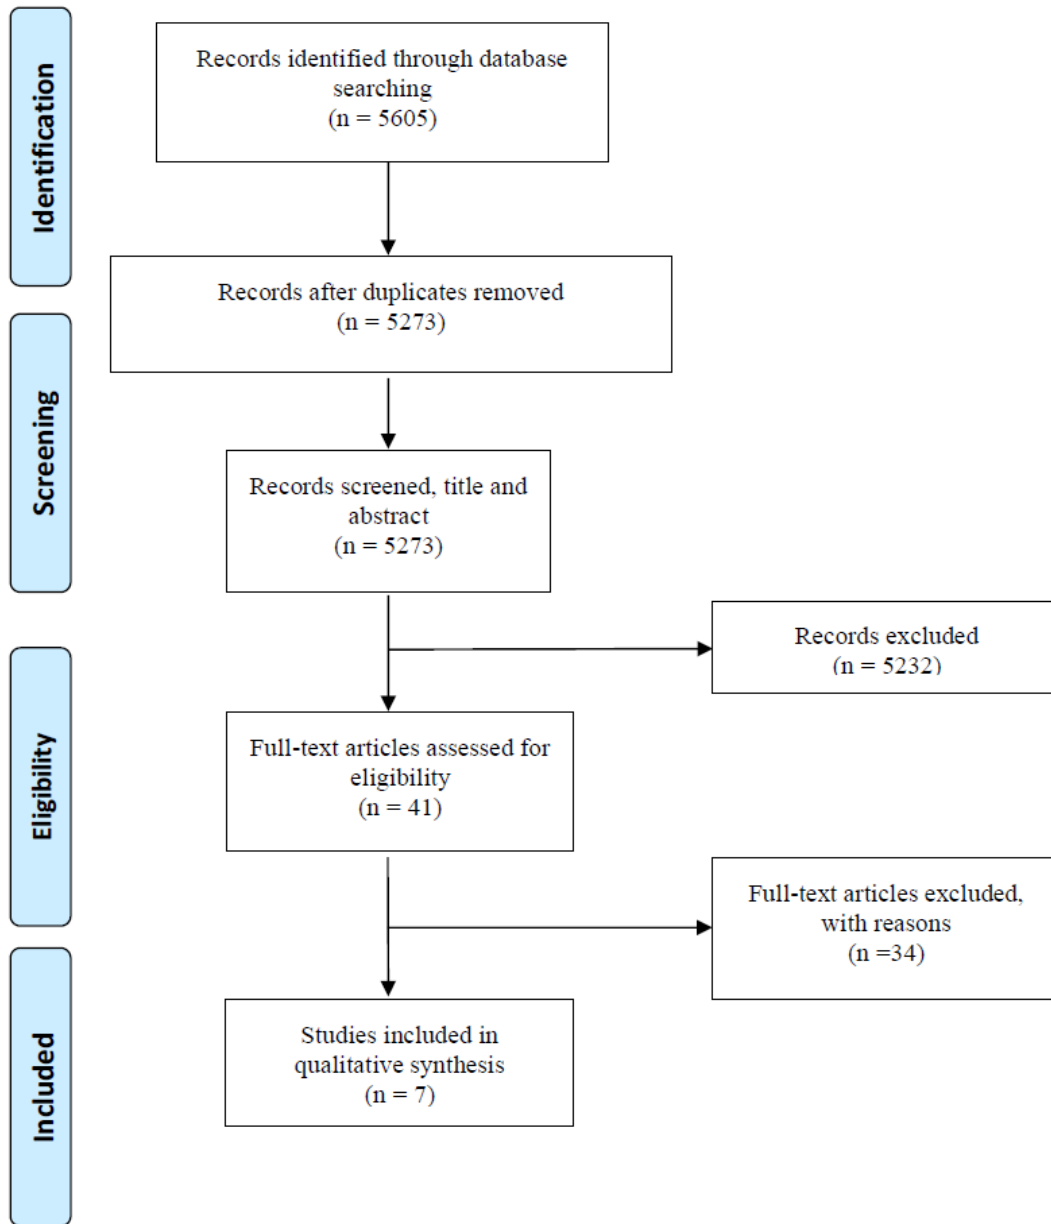 Identification
Records identified through database
searching
(n = 5605)
Records after duplicates removed
(n = 5273)
Screening
Records screened, title and
abstract
(n = 5273)
Records excluded
(n = 5232)
Eligibility
Full-text articles assessed for
eligibility
(n = 41)
Full-text articles excluded,
with reasons
(n =34)
Included
Studies included in
qualitative synthesis
(n = 7)